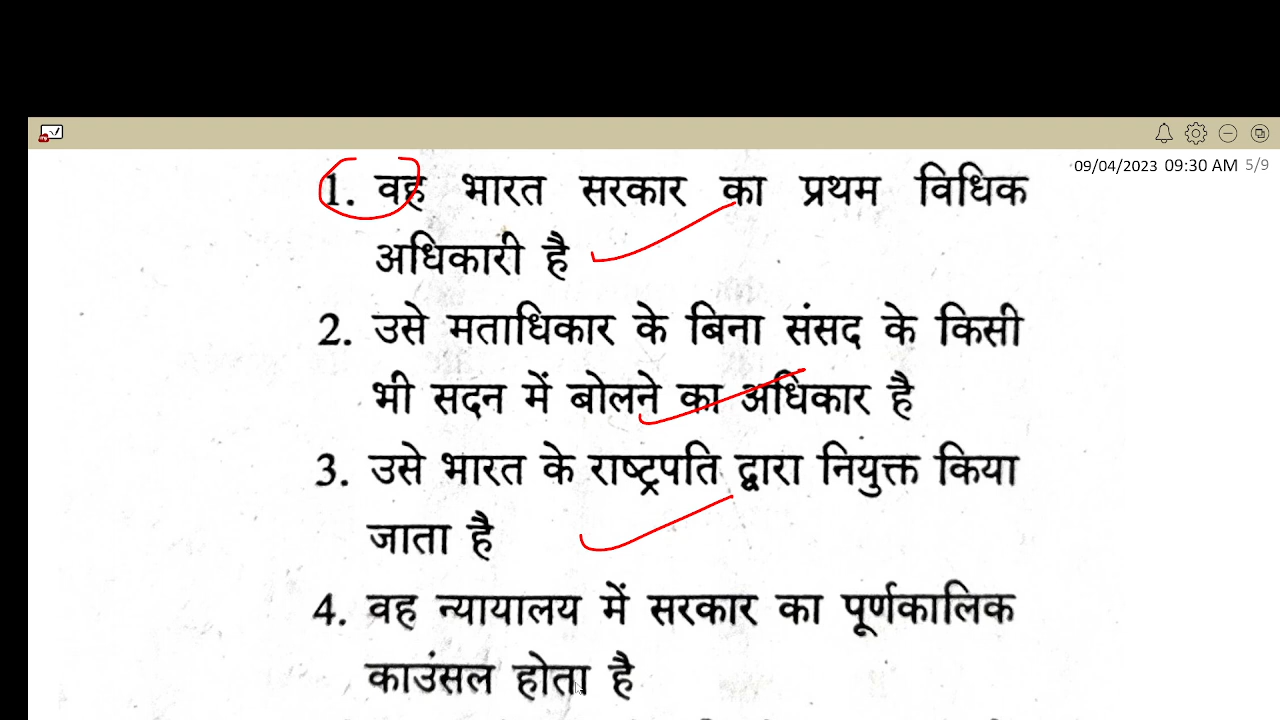 09/04/2023 09:30 AM 5/9
1. वह भारत सरकार का प्रथम विधिक
अधिकारी है
2. उसे मताधिकार के बिना संसद के किसी
भी सदन में बोलने का अधिकार है
3. उसे भारत के राष्ट्रपति द्वारा नियुक्त किया
जाता है
4. वह न्यायालय में सरकार का पूर्णकालिक
काउंसल होता है